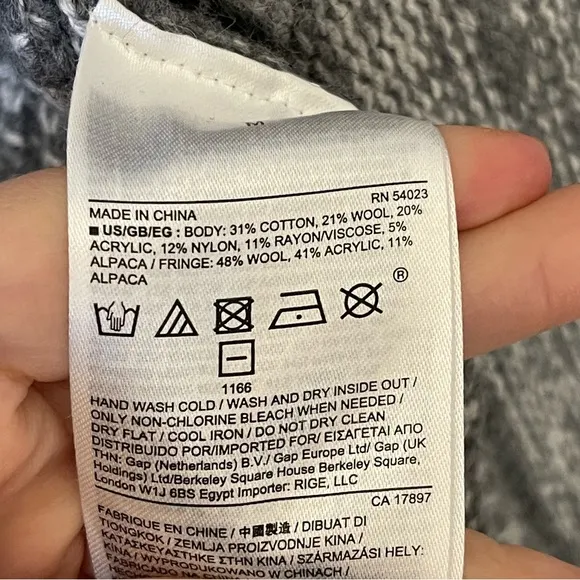 M
RN 54023
MADE IN CHINA
■ US/GB/EG : BODY: 31% COTTON, 21% WOOL, 20%
ACRYLIC, 12% NYLON, 11% RAYON/VISCOSE, 5%
ALPACA / FRINGE: 48% WOOL, 41% ACRYLIC, 11%
ALPACA
®
1166
HAND WASH COLD / WASH AND DRY INSIDE OUT /
ONLY NON-CHLORINE BLEACH WHEN NEEDED /
DRY FLAT / COOL IRON / DO NOT DRY CLEAN
DISTRIBUIDO POR/IMPORTED FOR/ ΕΙΣΑΓΕΤΑΙ ΑΠΟ
ΤΗΝ: Gap (Netherlands) B.V./ Gap Europe Ltd/ Gap (UK
Holdings) Ltd/Berkeley Square House Berkeley Square,
London W1J 6BS Egypt Importer: RIGE, LLC
CA 17897
FABRIQUE EN CHINE / 中國製造 / DIBUAT DI
TIONGKOK / ZEMLJA PROIZVODNJE KINA /
ΚΑΤΑΣΚΕΥΑΣΤΗΚΕ ΣΤΗΝ ΚΙΝΑ / SZÁRMAZÁSI HELY:
KÍNA / WYPRODUKOWANO W CHINACH /